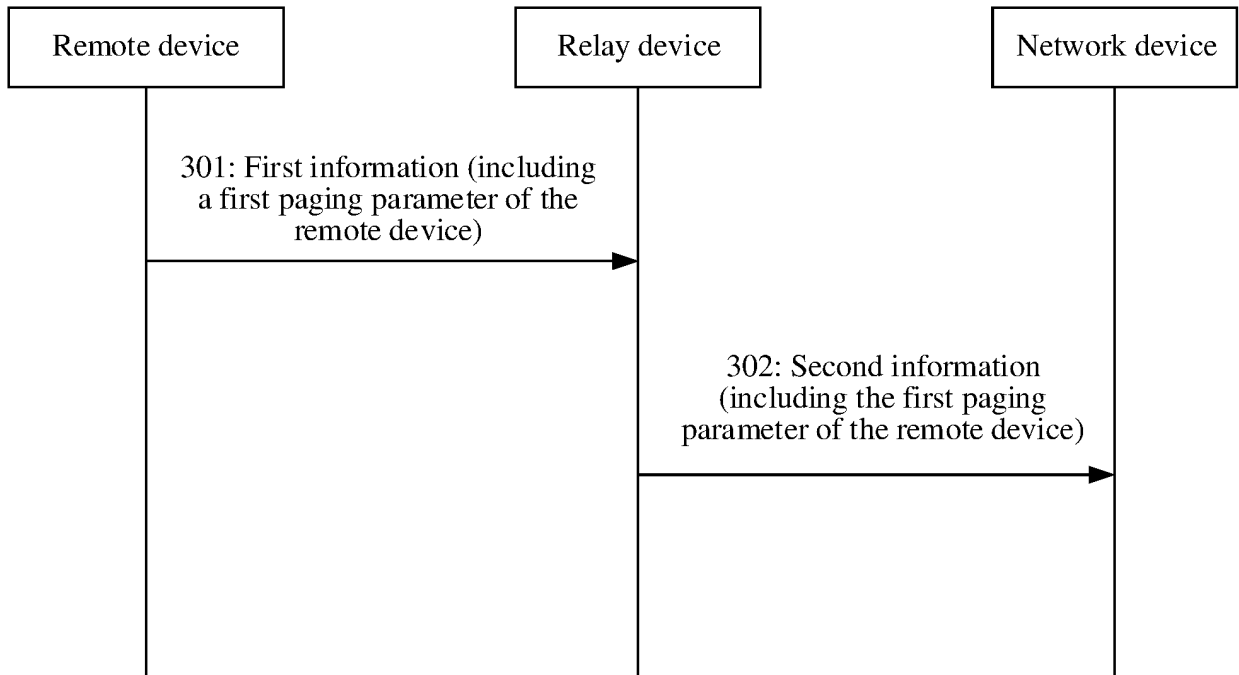 Remote device
Relay device
Network device
301: First information (including
a first paging parameter of the
remote device)
302: Second information
(including the first paging
parameter of the remote device)